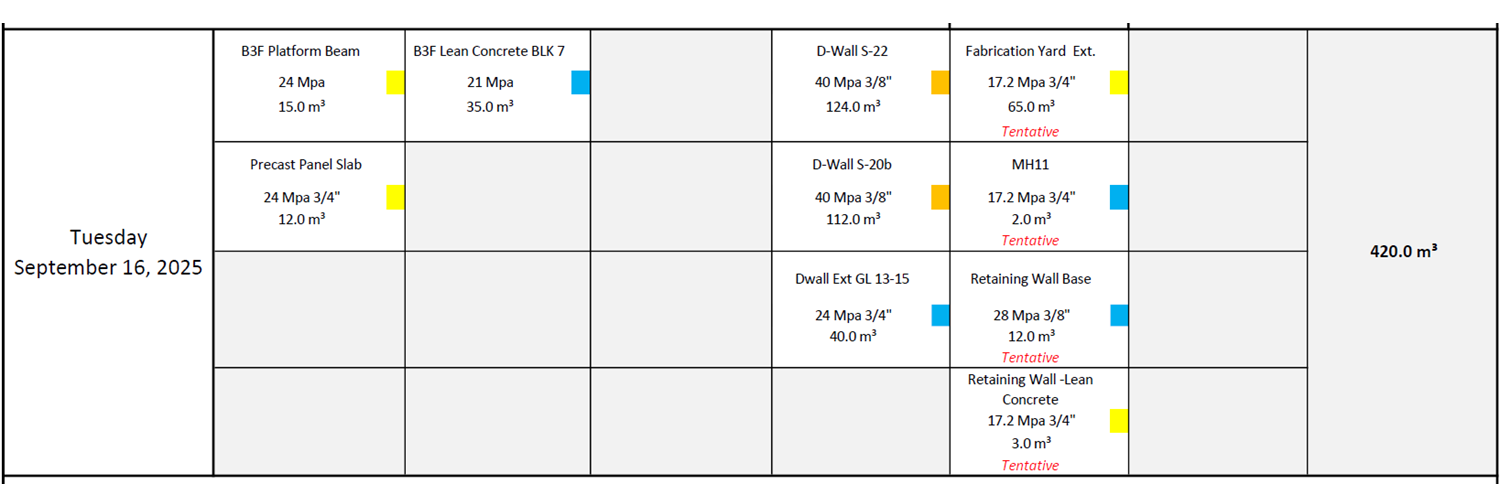 Tuesday
September 16, 2025
B3F Platform Beam
24 Mpa
15.0 m³
B3F Lean Concrete BLK 7
21 Mpa
35.0 m³
D-Wall S-22
40 Mpa 3/8"
124.0 m³
Fabrication Yard Ext.
17.2 Mpa 3/4"
65.0 m³
Tentative
Precast Panel Slab
24 Mpa 3/4"
12.0 m³
D-Wall S-20b
40 Mpa 3/8"
112.0 m³
MH11
17.2 Mpa 3/4"
2.0 m³
Tentative
Dwall Ext GL 13-15
24 Mpa 3/4"
40.0 m³
Retaining Wall Base
28 Mpa 3/8"
12.0 m³
Tentative
Retaining Wall -Lean
Concrete
17.2 Mpa 3/4"
3.0 m³
Tentative
420.0 m³